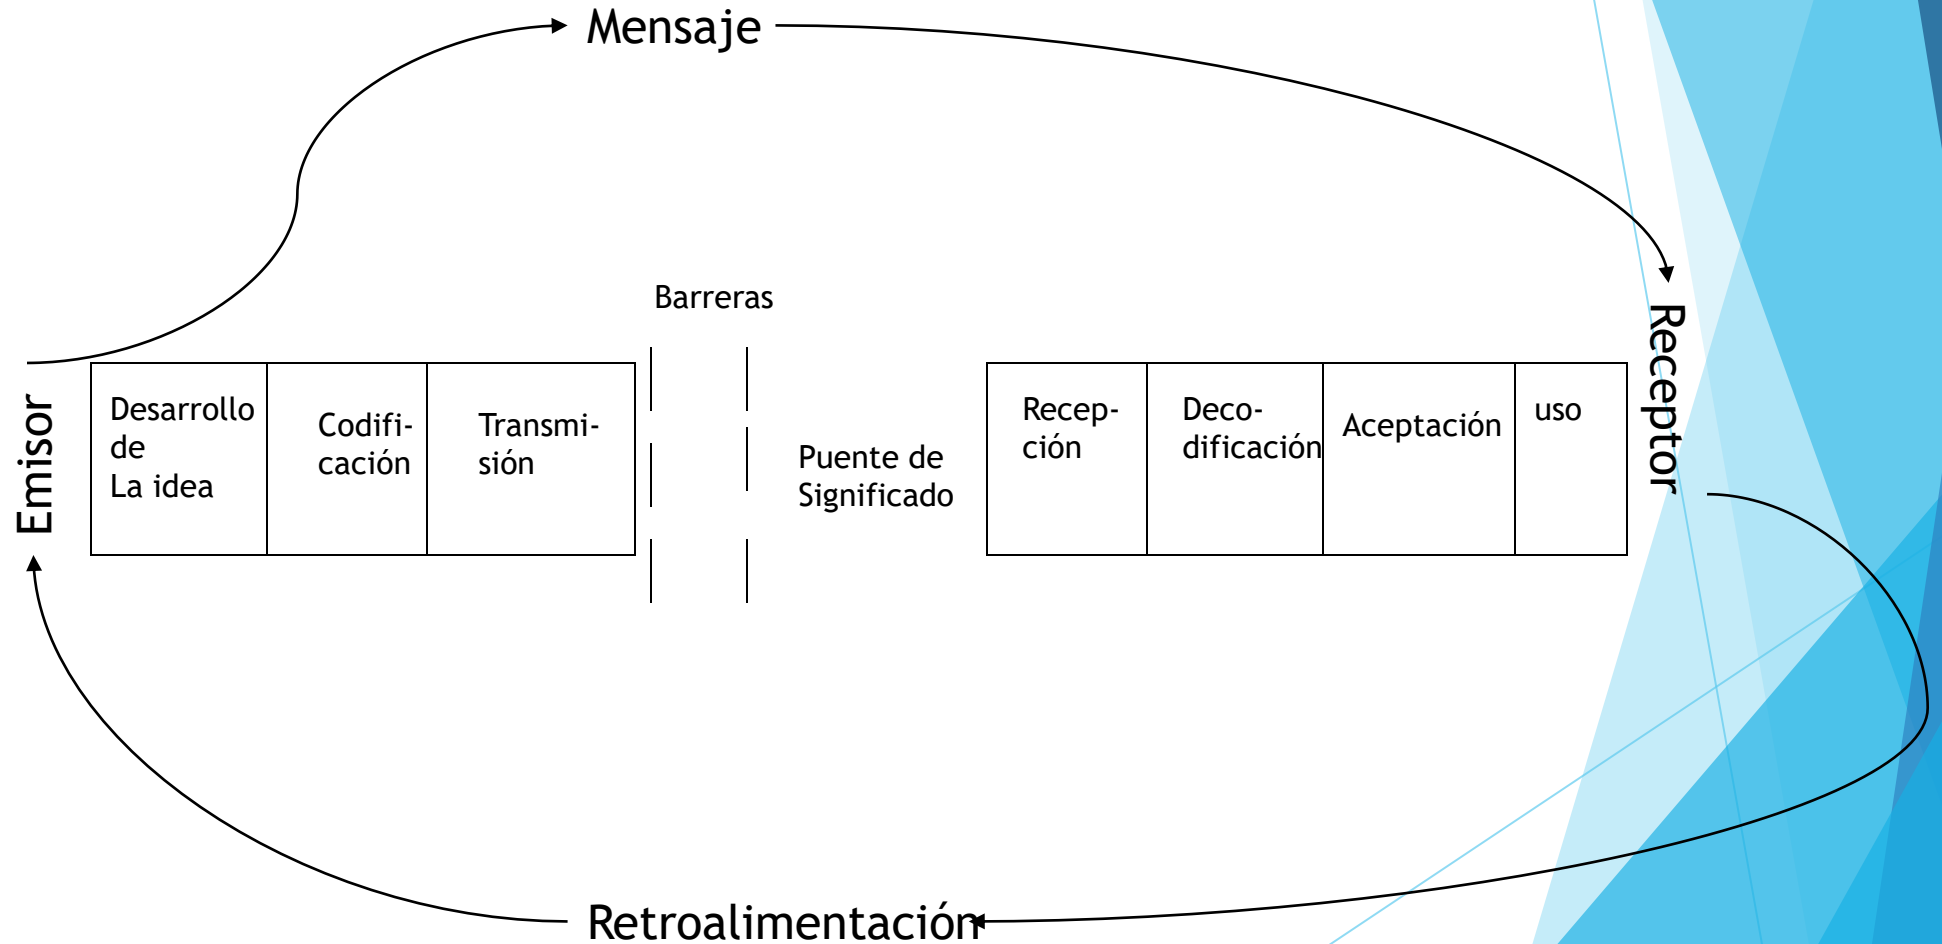 Mensaje
Barreras
Emisor
Desarrollo
de
La idea
Codifi-
cación
Transmi-
sión
Puente de
Significado
Recep-
ción
Deco-
dificación
Aceptación
uso
Receptor
Retroalimentación